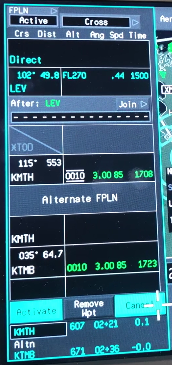 FPLN
Active Cross
Crs Dist Alt Ang Spd Time
Direct
102° 49.8 FL270 .44 1500
LEV
After: LEV Join
XTOD
115° 553
KMTH 0010 3.00 85 1708
Alternate FPLN
KMTH
035° 64.7
KTMB 0010 3.00 85 1723
Activate Remove Wpt
KMTH 607 02+21 0.1
Altn
KTMB 671 02+36 -0.0